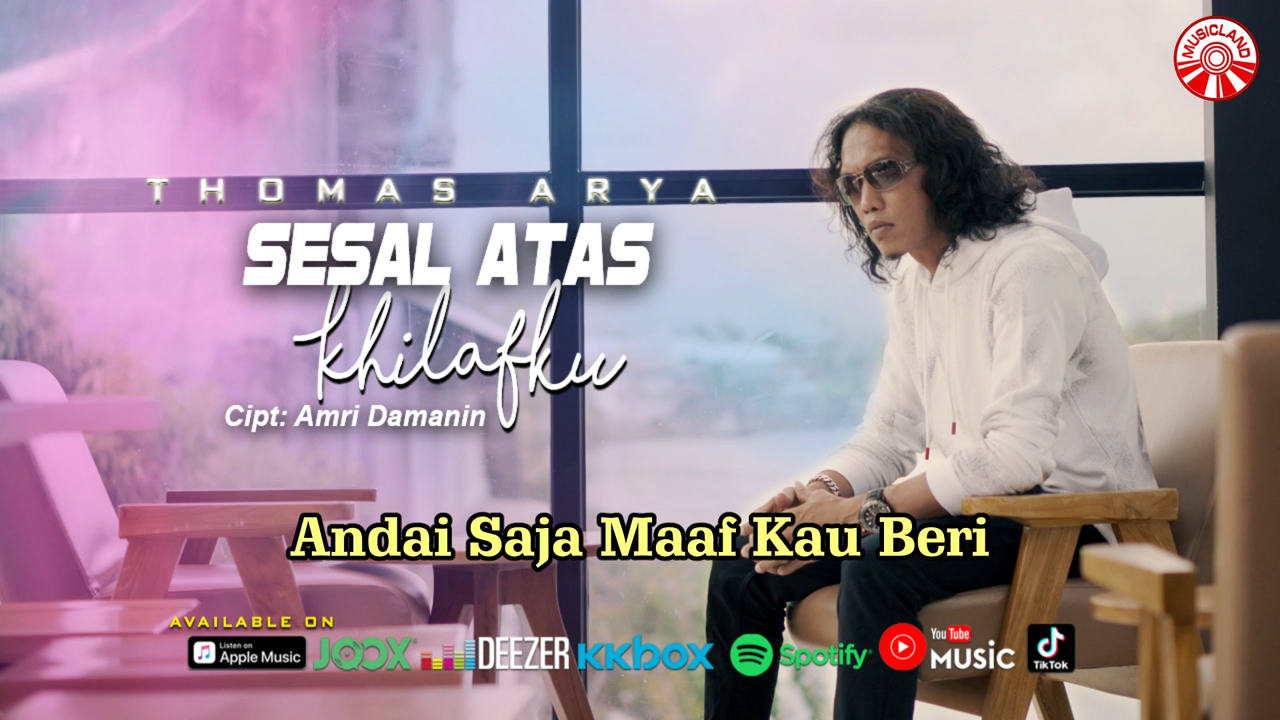 MUSICLAND
THOMAS ARYA
SESAL ATAS
khilafku
Cipt: Amri Damanin
Andai Saja Maaf Kau Beri
AVAILABLE ON
Listen on
Apple Music
JOOX
DEEZER
KKBOX
Spotify
YouTube
MUSIC
TikTok